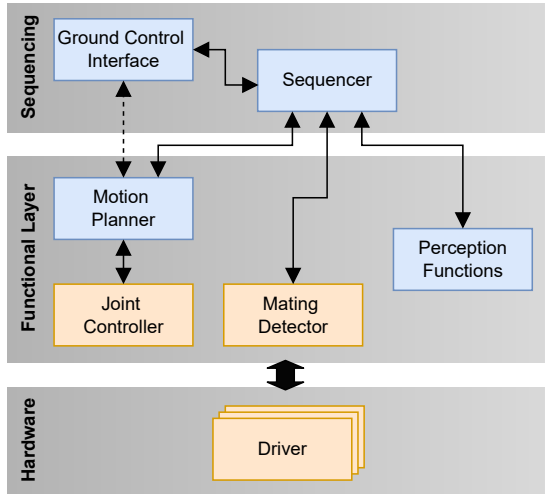 Sequencing
Ground Control
Interface
Sequencer
Functional Layer
Motion
Planner
Perception
Functions
Joint
Controller
Mating
Detector
Hardware
Driver